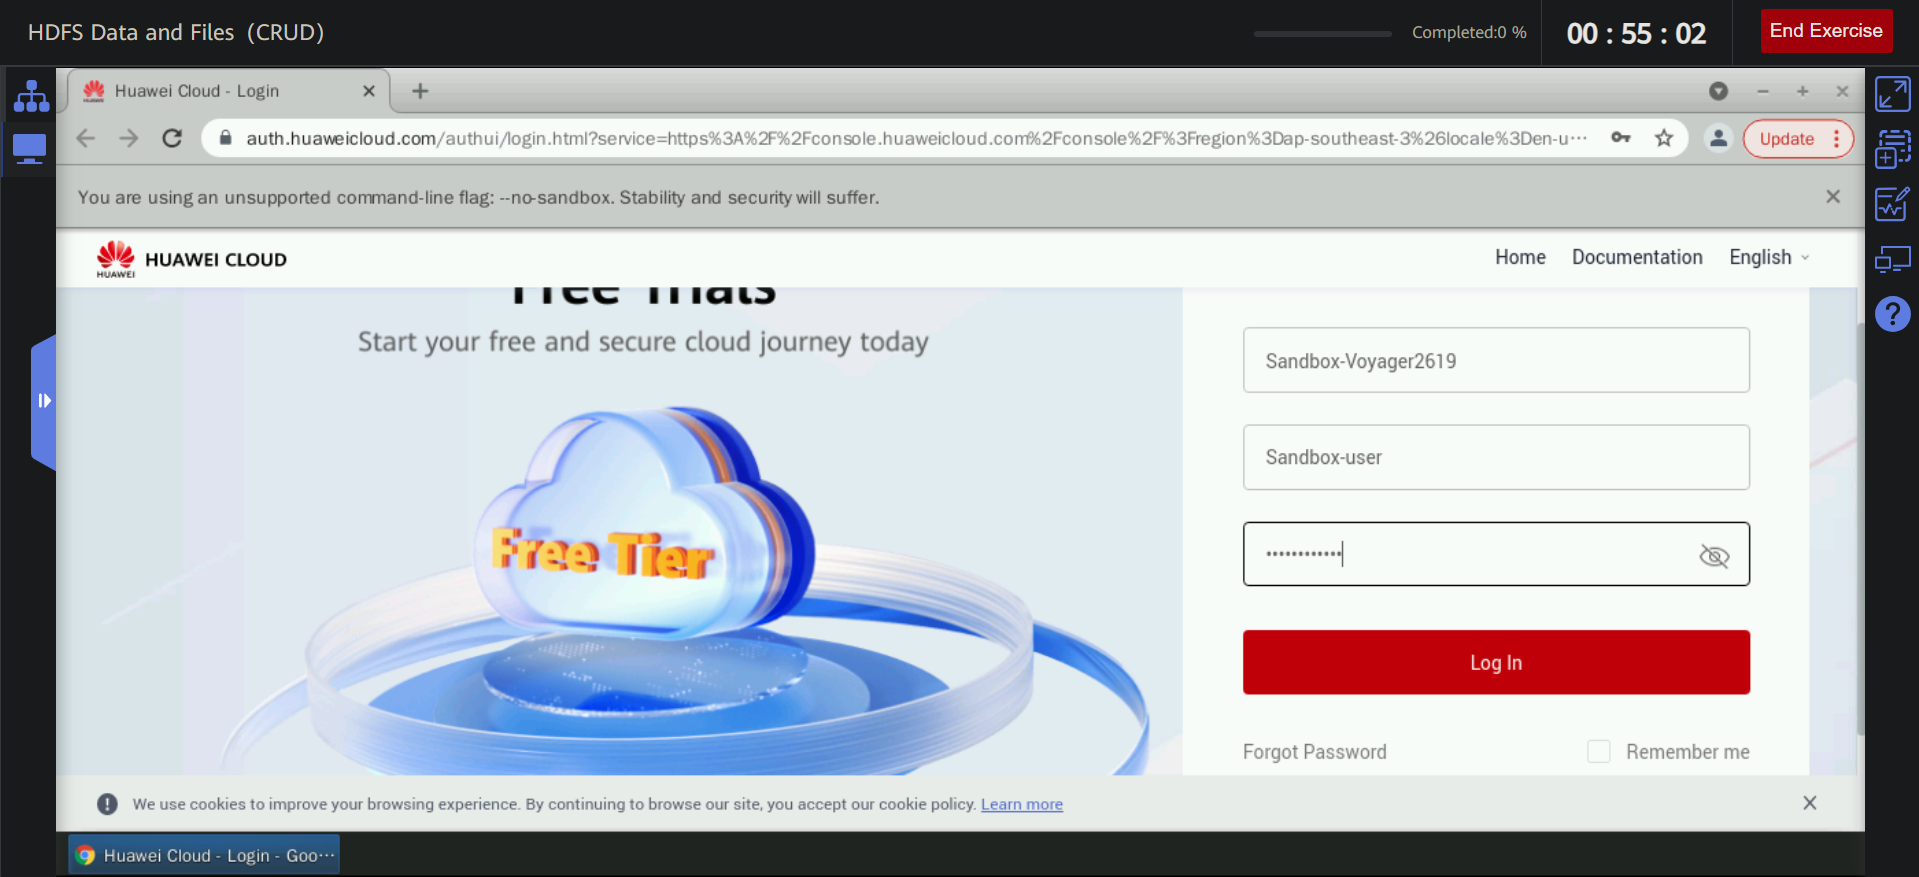 HDFS Data and Files (CRUD)
Completed:0 %
00 : 55 : 02
End Exercise
Huawei Cloud - Login
auth.huaweicloud.com/authui/login.html?service=https%3A%2F%2Fconsole.huaweicloud.com%2Fconsole%2F%3Fregion%3Dap-southeast-3%26locale%3Den-u···
Update
You are using an unsupported command-line flag: --no-sandbox. Stability and security will suffer.
HUAWEI
HUAWEI CLOUD
Home
Documentation
English
Free Trials
Start your free and secure cloud journey today
Free Tier
Sandbox-Voyager2619
Sandbox-user
············
Log In
Forgot Password
Remember me
We use cookies to improve your browsing experience. By continuing to browse our site, you accept our cookie policy. Learn more
Huawei Cloud - Login - Goo···